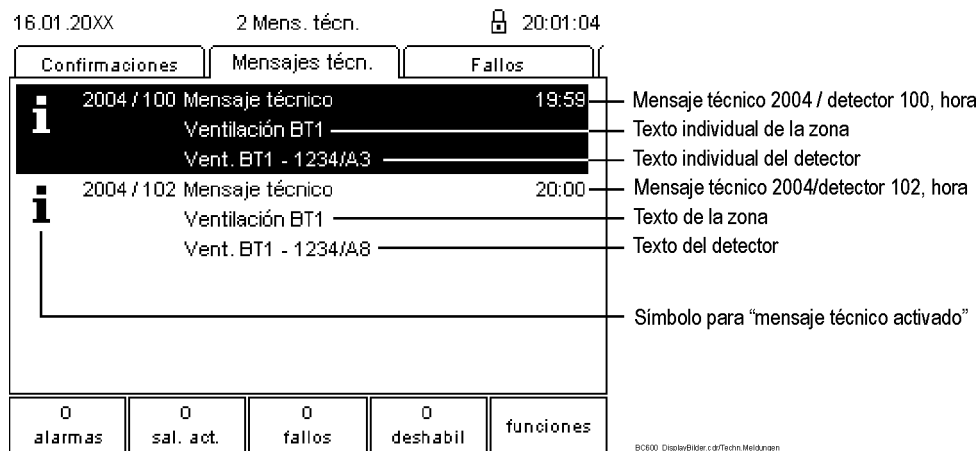 16.01.20XX 2 Mens. técn. 20:01:04
Confirmaciones Mensajes técn. Fallos
2004 / 100 Mensaje técnico 19:59 Mensaje técnico 2004 / detector 100, hora
Ventilación BT1 Texto individual de la zona
Vent. BT1 - 1234/A3 Texto individual del detector
2004 / 102 Mensaje técnico 20:00 Mensaje técnico 2004/detector 102, hora
Ventilación BT1 Texto de la zona
Vent. BT1 - 1234/A8 Texto del detector
Símbolo para “mensaje técnico activado”
0 0 0 0
alarmas sal. act. fallos deshabil funciones
BC600_DisplayBilder.cdr/Techn.Meldungen